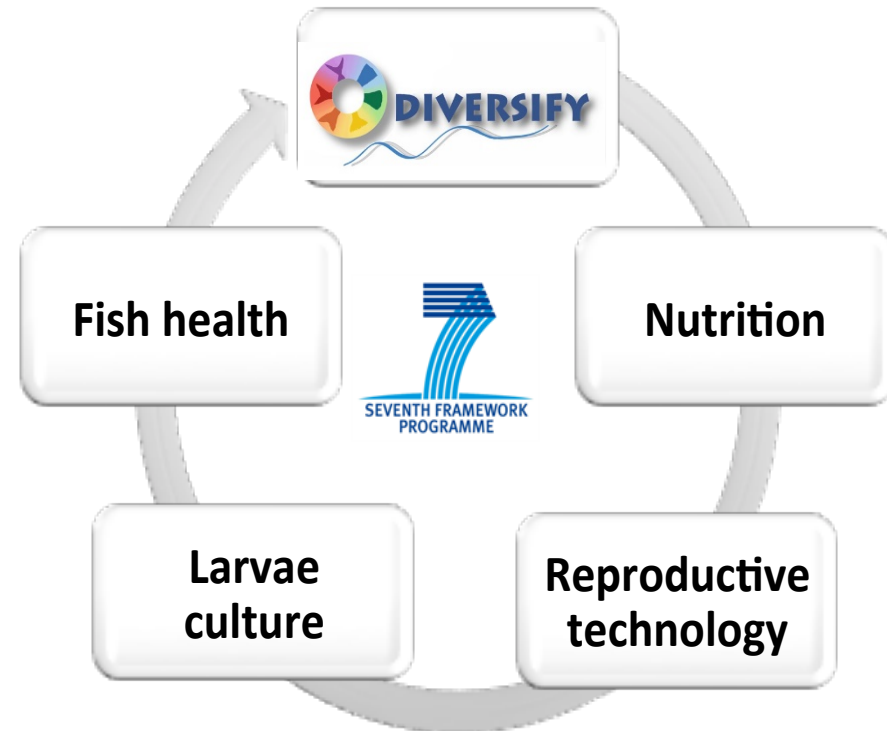 DIVERSIFY
Nutrition
Reproductive
technology
Larvae
culture
Fish health
SEVENTH FRAMEWORK
PROGRAMME